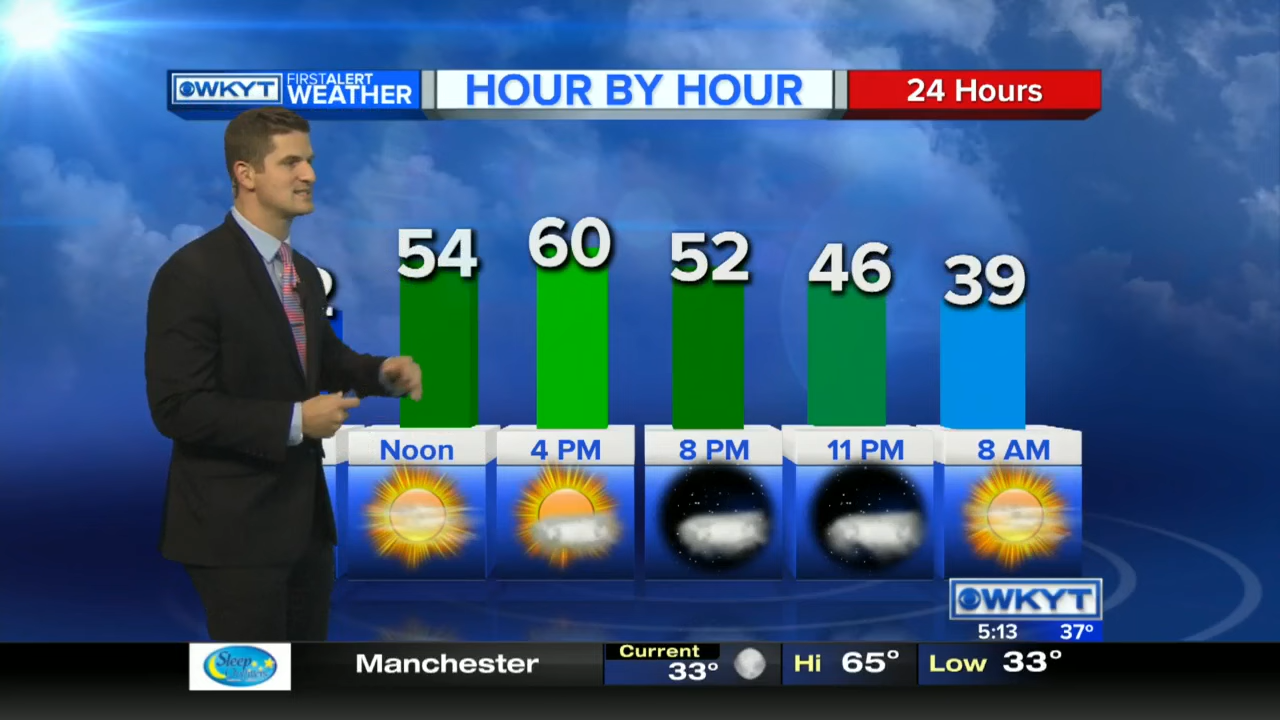 WKYT FIRST ALERT WEATHER
HOUR BY HOUR
24 Hours
54 60 52 46 39
Noon 4 PM 8 PM 11 PM 8 AM
WKYT
5:13 37°
Sleep
Manchester
Current
33°
Hi 65°
Low 33°